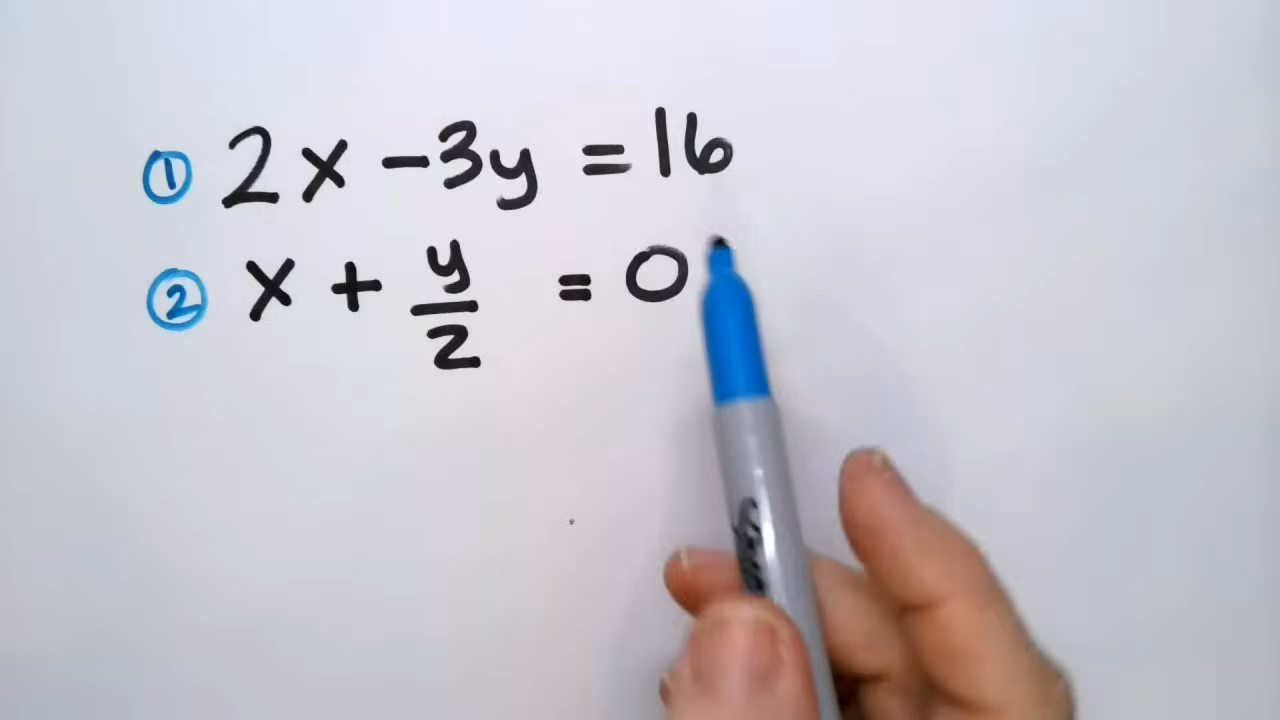 ① 2x - 3y = 16
② x + y/2 = 0